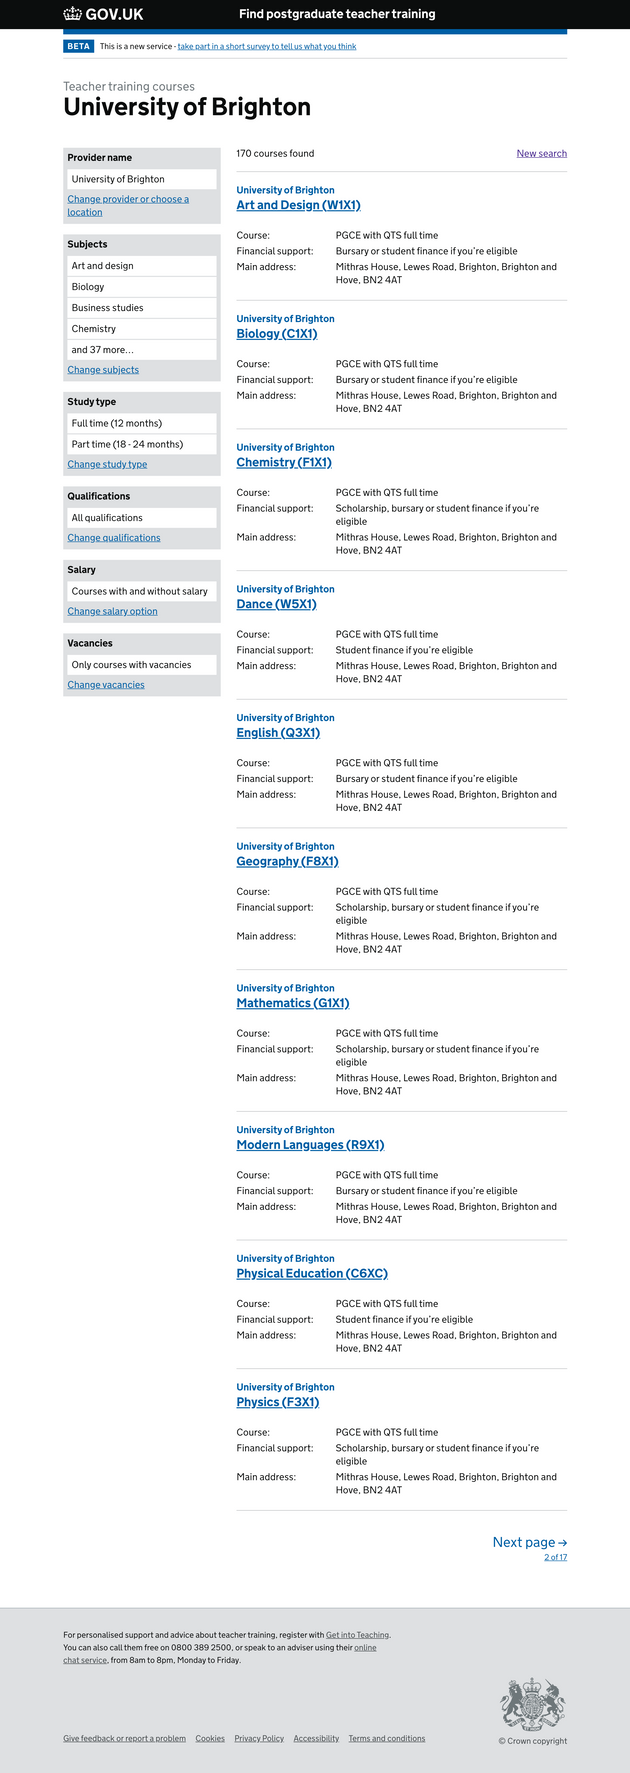 GOV.UK
Find postgraduate teacher training
BETA
This is a new service - take part in a short survey to tell us what you think
Teacher training courses
University of Brighton
Provider name
University of Brighton
Change provider or choose a
location
Subjects
Art and design
Biology
Business studies
Chemistry
and 37 more...
Change subjects
Study type
Full time (12 months)
Part time (18 - 24 months)
Change study type
Qualifications
All qualifications
Change qualifications
Salary
Courses with and without salary
Change salary option
Vacancies
Only courses with vacancies
Change vacancies
170 courses found
New search
University of Brighton
Art and Design (W1X1)
Course: PGCE with QTS full time
Financial support: Bursary or student finance if you're eligible
Main address: Mithras House, Lewes Road, Brighton, Brighton and
Hove, BN2 4AT
University of Brighton
Biology (C1X1)
Course: PGCE with QTS full time
Financial support: Bursary or student finance if you're eligible
Main address: Mithras House, Lewes Road, Brighton, Brighton and
Hove, BN2 4AT
University of Brighton
Chemistry (F1X1)
Course: PGCE with QTS full time
Financial support: Scholarship, bursary or student finance if you're
eligible
Main address: Mithras House, Lewes Road, Brighton, Brighton and
Hove, BN2 4AT
University of Brighton
Dance (W5X1)
Course: PGCE with QTS full time
Financial support: Student finance if you're eligible
Main address: Mithras House, Lewes Road, Brighton, Brighton and
Hove, BN2 4AT
University of Brighton
English (Q3X1)
Course: PGCE with QTS full time
Financial support: Bursary or student finance if you're eligible
Main address: Mithras House, Lewes Road, Brighton, Brighton and
Hove, BN2 4AT
University of Brighton
Geography (F8X1)
Course: PGCE with QTS full time
Financial support: Scholarship, bursary or student finance if you're
eligible
Main address: Mithras House, Lewes Road, Brighton, Brighton and
Hove, BN2 4AT
University of Brighton
Mathematics (G1X1)
Course: PGCE with QTS full time
Financial support: Scholarship, bursary or student finance if you're
eligible
Main address: Mithras House, Lewes Road, Brighton, Brighton and
Hove, BN2 4AT
University of Brighton
Modern Languages (R9X1)
Course: PGCE with QTS full time
Financial support: Bursary or student finance if you're eligible
Main address: Mithras House, Lewes Road, Brighton, Brighton and
Hove, BN2 4AT
University of Brighton
Physical Education (C6XC)
Course: PGCE with QTS full time
Financial support: Student finance if you're eligible
Main address: Mithras House, Lewes Road, Brighton, Brighton and
Hove, BN2 4AT
University of Brighton
Physics (F3X1)
Course: PGCE with QTS full time
Financial support: Scholarship, bursary or student finance if you're
eligible
Main address: Mithras House, Lewes Road, Brighton, Brighton and
Hove, BN2 4AT
Next page →
2 of 17
For personalised support and advice about teacher training, register with Get into Teaching.
You can also call them free on 0800 389 2500, or speak to an adviser using their online
chat service, from 8am to 8pm, Monday to Friday.
Give feedback or report a problem Cookies Privacy Policy Accessibility Terms and conditions
© Crown copyright